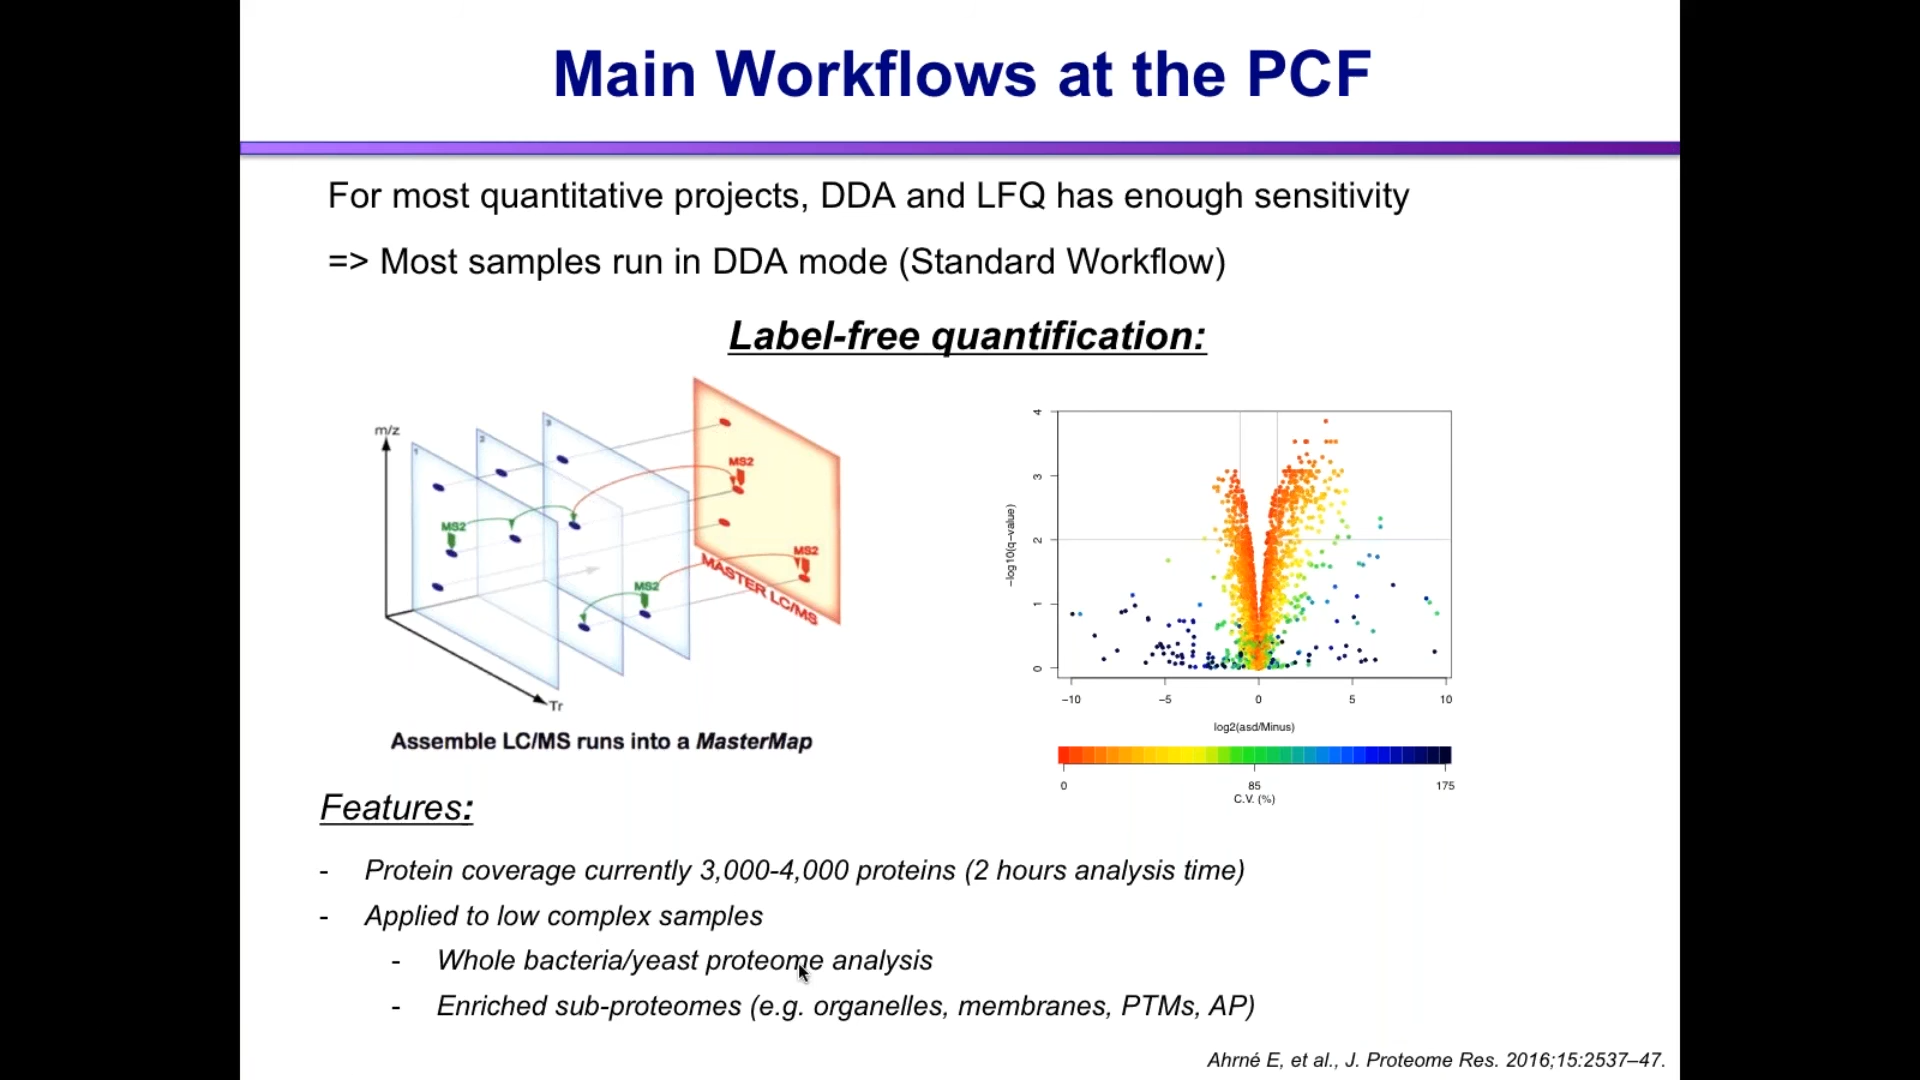 Main Workflows at the PCF
For most quantitative projects, DDA and LFQ has enough sensitivity
=> Most samples run in DDA mode (Standard Workflow)
Label-free quantification:
m/z
1
2
3
MS2
MS2
MS2
MS2
MASTER LC/MS
Tr
Assemble LC/MS runs into a MasterMap
−log10(q−value)
4
3
2
1
0
−10
−5
0
5
10
log2(asd/Minus)
0
85
175
C.V. (%)
Features:
- Protein coverage currently 3,000-4,000 proteins (2 hours analysis time)
- Applied to low complex samples
- Whole bacteria/yeast proteome analysis
- Enriched sub-proteomes (e.g. organelles, membranes, PTMs, AP)
Ahrné E, et al., J. Proteome Res. 2016;15:2537–47.